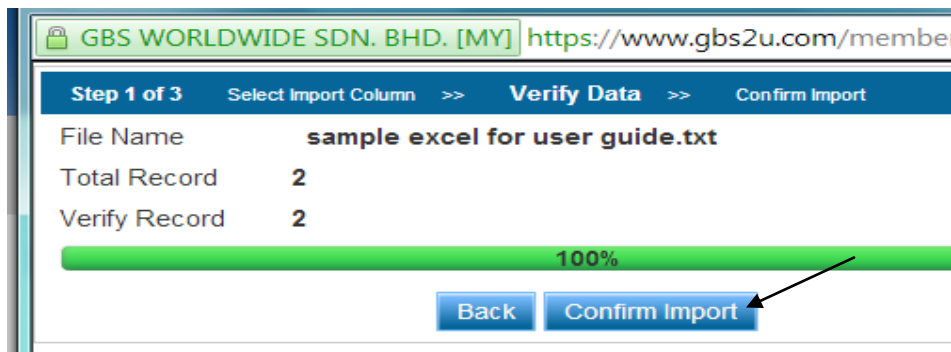 GBS WORLDWIDE SDN. BHD. [MY] https://www.gbs2u.com/member
Step 1 of 3 Select Import Column >> Verify Data >> Confirm Import
File Name sample excel for user guide.txt
Total Record 2
Verify Record 2
100%
Back Confirm Import